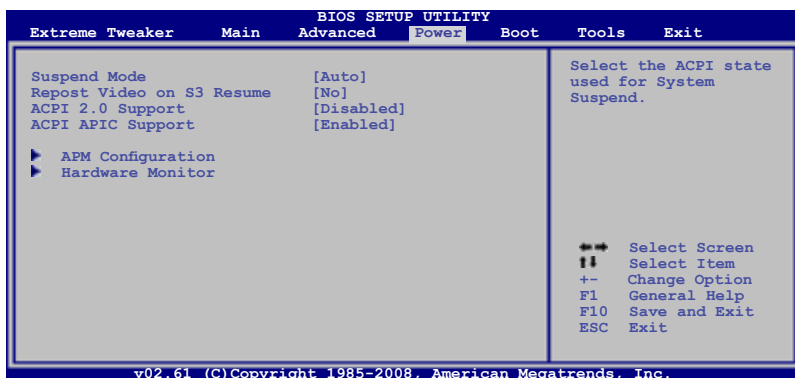 BIOS SETUP UTILITY
Extreme Tweaker Main Advanced Power Boot Tools Exit
Suspend Mode [Auto]
Repost Video on S3 Resume [No]
ACPI 2.0 Support [Disabled]
ACPI APIC Support [Enabled]
APM Configuration
Hardware Monitor
Select the ACPI state
used for System
Suspend.
Select Screen
Select Item
+- Change Option
F1 General Help
F10 Save and Exit
ESC Exit
v02.61 (C)Copyright 1985-2008, American Megatrends, Inc.